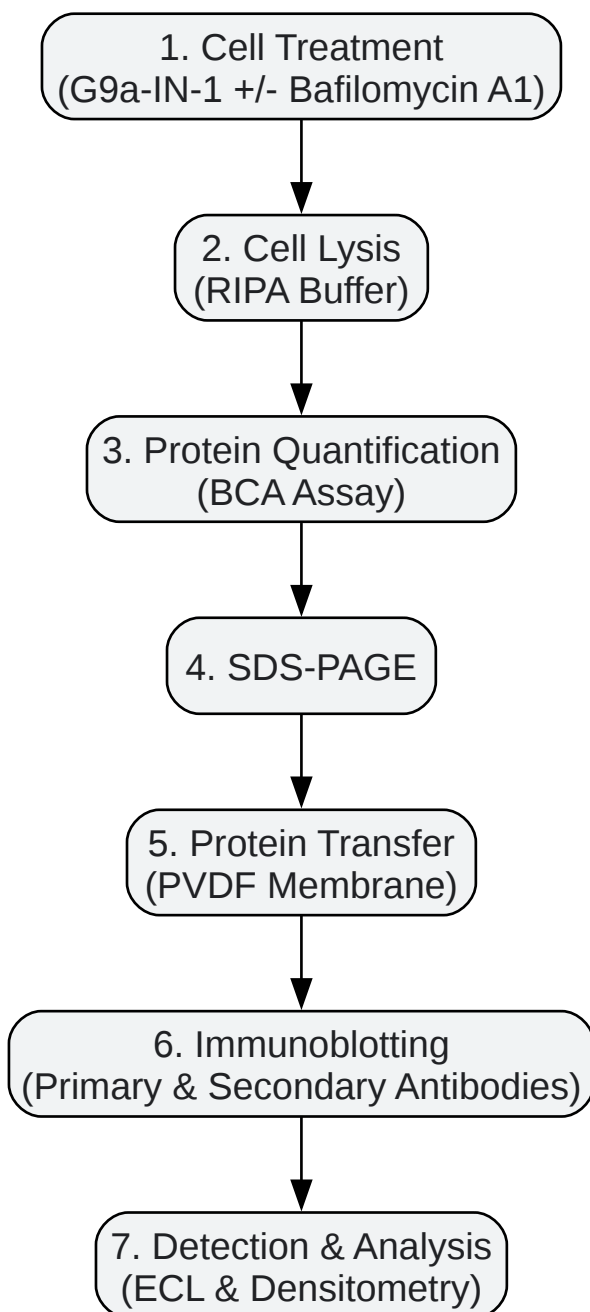 1. Cell Treatment
(G9a-IN-1 +/- Bafilomycin A1)
2. Cell Lysis
(RIPA Buffer)
3. Protein Quantification
(BCA Assay)
4. SDS-PAGE
5. Protein Transfer
(PVDF Membrane)
6. Immunoblotting
(Primary & Secondary Antibodies)
7. Detection & Analysis
(ECL & Densitometry)